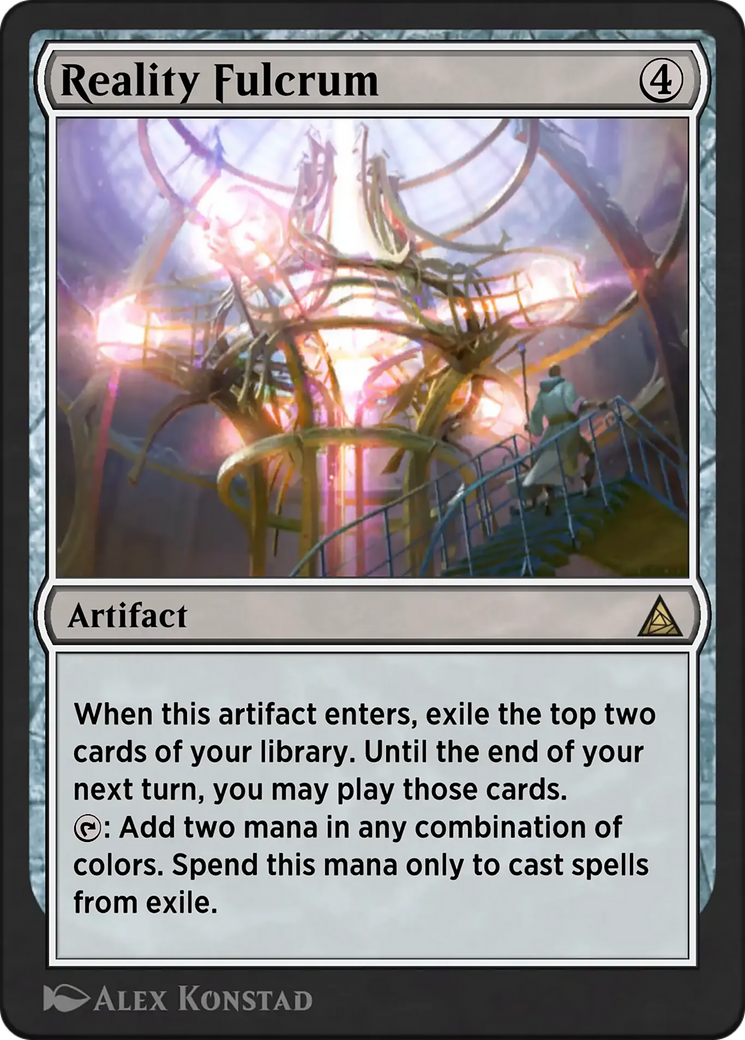 Reality Fulcrum 4
Artifact
When this artifact enters, exile the top two
cards of your library. Until the end of your
next turn, you may play those cards.
: Add two mana in any combination of
colors. Spend this mana only to cast spells
from exile.
Alex Konstad